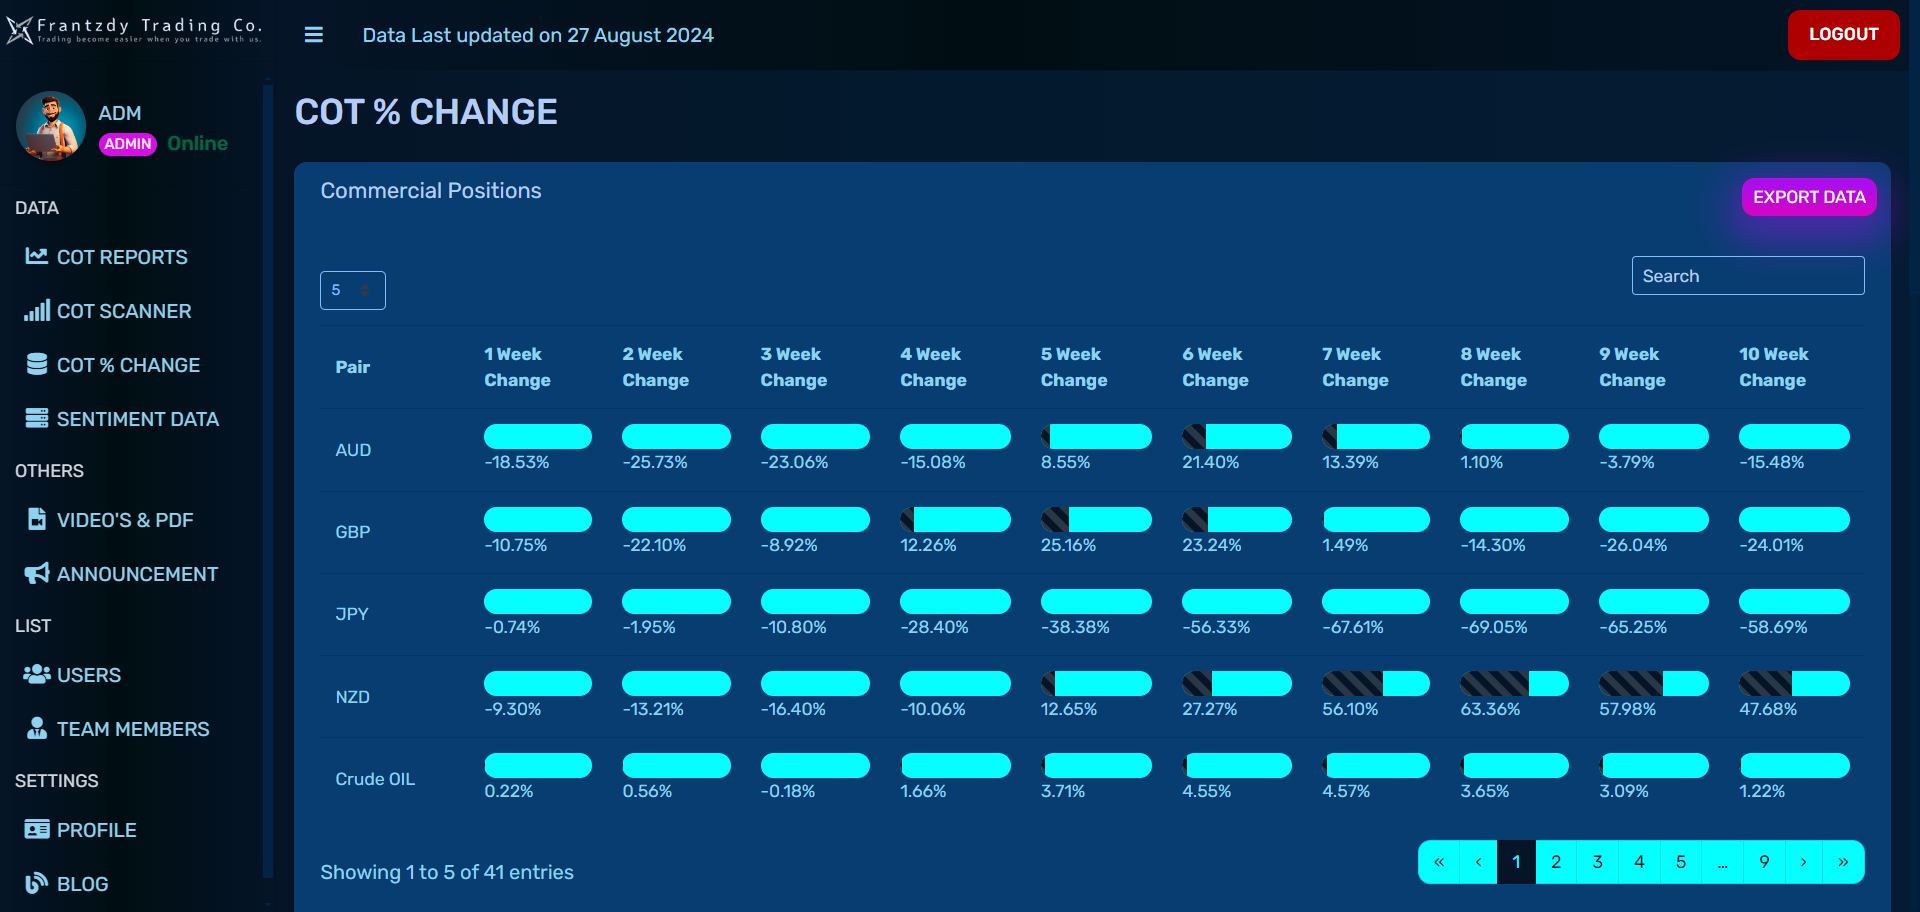 Frantzdy Trading Co.
Trading become easier when you trade with us.
Data Last updated on 27 August 2024
LOGOUT
ADM
ADMIN Online
DATA
COT REPORTS
COT SCANNER
COT % CHANGE
SENTIMENT DATA
OTHERS
VIDEO'S & PDF
ANNOUNCEMENT
LIST
USERS
TEAM MEMBERS
SETTINGS
PROFILE
BLOG
COT % CHANGE
Commercial Positions
EXPORT DATA
5
Search
Pair 1 Week Change 2 Week Change 3 Week Change 4 Week Change 5 Week Change 6 Week Change 7 Week Change 8 Week Change 9 Week Change 10 Week Change
AUD -18.53% -25.73% -23.06% -15.08% 8.55% 21.40% 13.39% 1.10% -3.79% -15.48%
GBP -10.75% -22.10% -8.92% 12.26% 25.16% 23.24% 1.49% -14.30% -26.04% -24.01%
JPY -0.74% -1.95% -10.80% -28.40% -38.38% -56.33% -67.61% -69.05% -65.25% -58.69%
NZD -9.30% -13.21% -16.40% -10.06% 12.65% 27.27% 56.10% 63.36% 57.98% 47.68%
Crude OIL 0.22% 0.56% -0.18% 1.66% 3.71% 4.55% 4.57% 3.65% 3.09% 1.22%
Showing 1 to 5 of 41 entries
« ‹ 1 2 3 4 5 … 9 › »